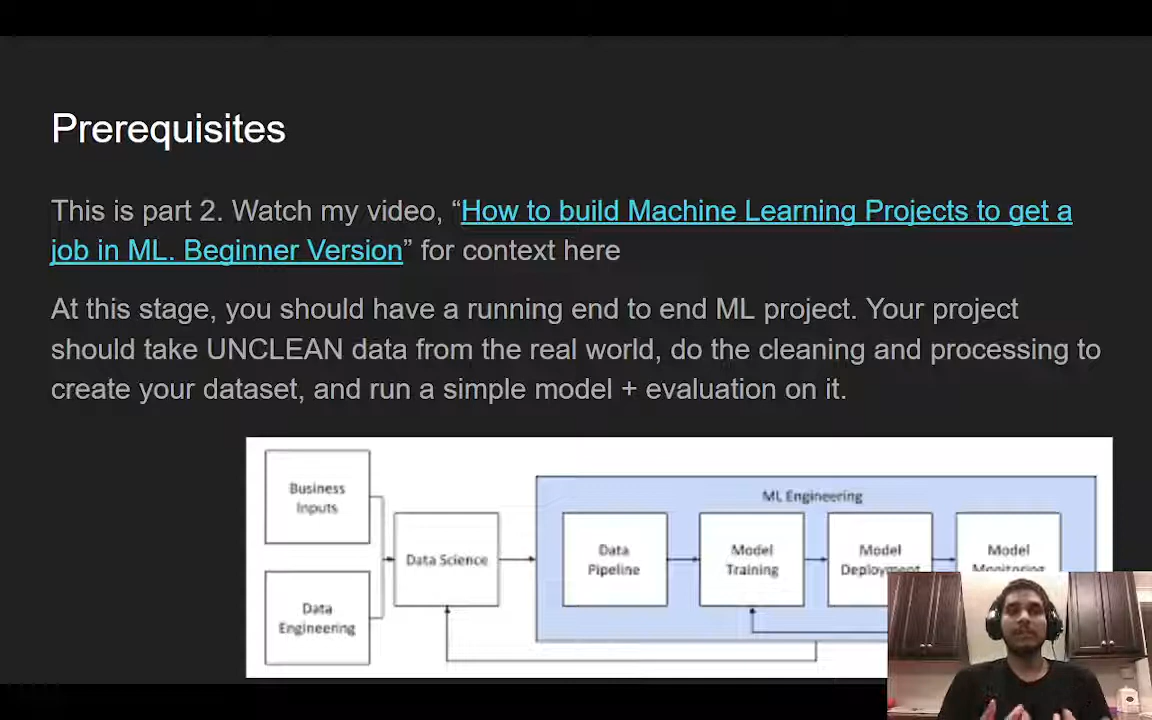 Prerequisites
This is part 2. Watch my video, “How to build Machine Learning Projects to get a
job in ML. Beginner Version” for context here
At this stage, you should have a running end to end ML project. Your project
should take UNCLEAN data from the real world, do the cleaning and processing to
create your dataset, and run a simple model + evaluation on it.
Business
Inputs
Data
Engineering
Data Science
ML Engineering
Data
Pipeline
Model
Training
Model
Deployment
Model
Monitoring